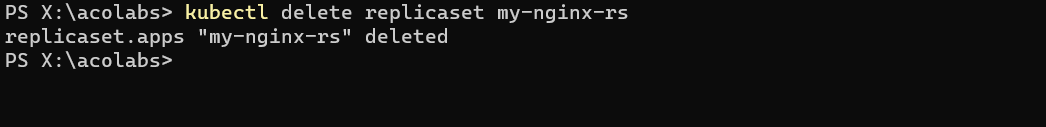 PS X:\acolabs> kubectl delete replicaset my-nginx-rs
replicaset.apps "my-nginx-rs" deleted
PS X:\acolabs>